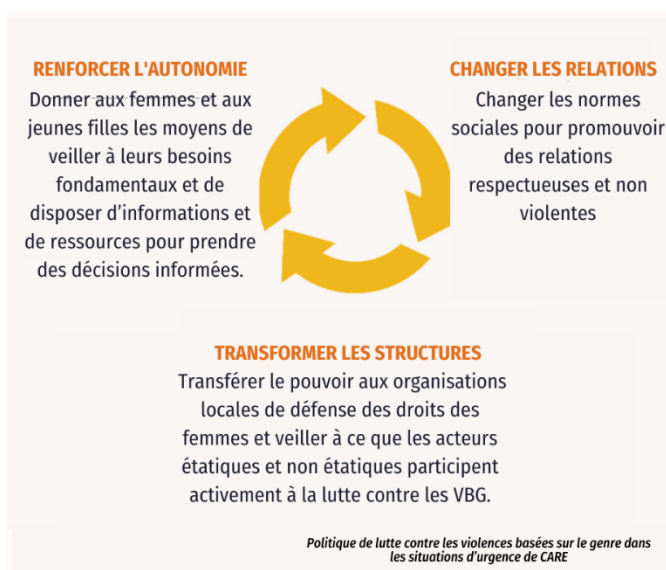 RENFORCER L'AUTONOMIE
Donner aux femmes et aux
jeunes filles les moyens de
veiller à leurs besoins
fondamentaux et de
disposer d’informations et
de ressources pour prendre
des décisions informées.
CHANGER LES RELATIONS
Changer les normes
sociales pour promouvoir
des relations
respectueuses et non
violentes
TRANSFORMER LES STRUCTURES
Transférer le pouvoir aux organisations
locales de défense des droits des
femmes et veiller à ce que les acteurs
étatiques et non étatiques participent
activement à la lutte contre les VBG.
Politique de lutte contre les violences basées sur le genre dans
les situations d’urgence de CARE